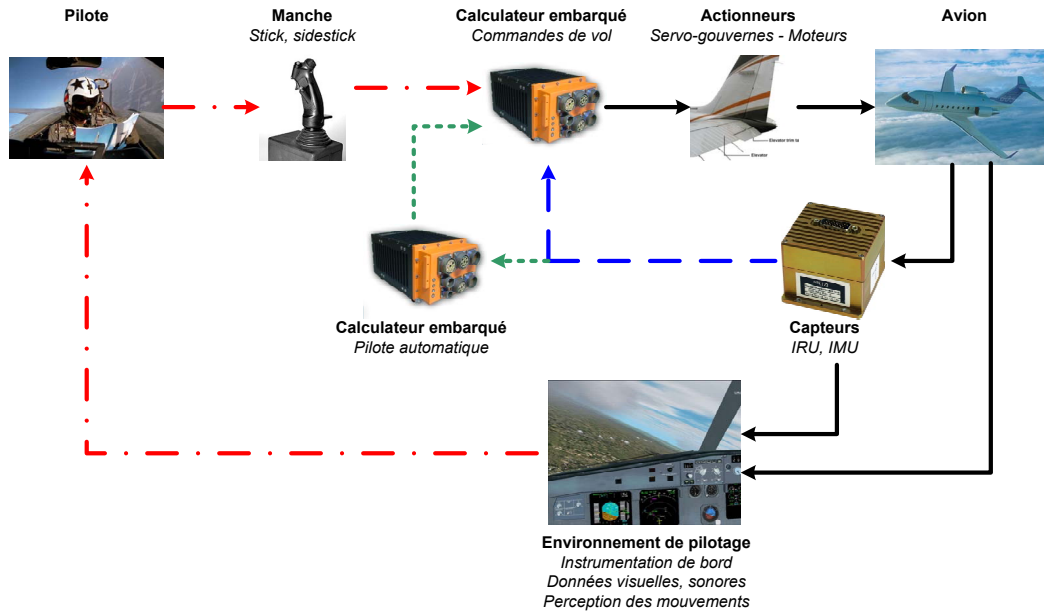 Pilote
Manche
Stick, sidestick
Calculateur embarqué
Commandes de vol
Actionneurs
Servo-gouvernes - Moteurs
Avion
Elevator
Calculateur embarqué
Pilote automatique
Capteurs
IRU, IMU
Environnement de pilotage
Instrumentation de bord
Données visuelles, sonores
Perception des mouvements